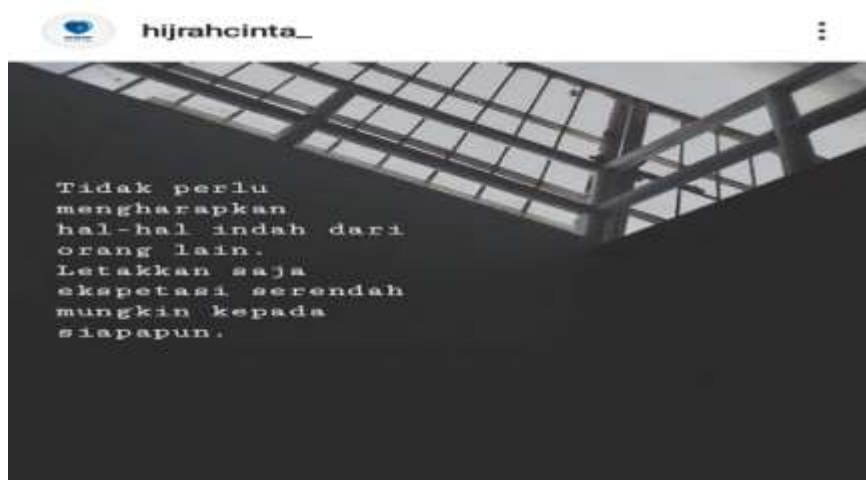 hijrahcinta_
Tidak perlu
mengharapkan
hal-hal indah dari
orang lain.
Letakkan saja
ekspetasi serendah
mungkin kepada
siapapun.